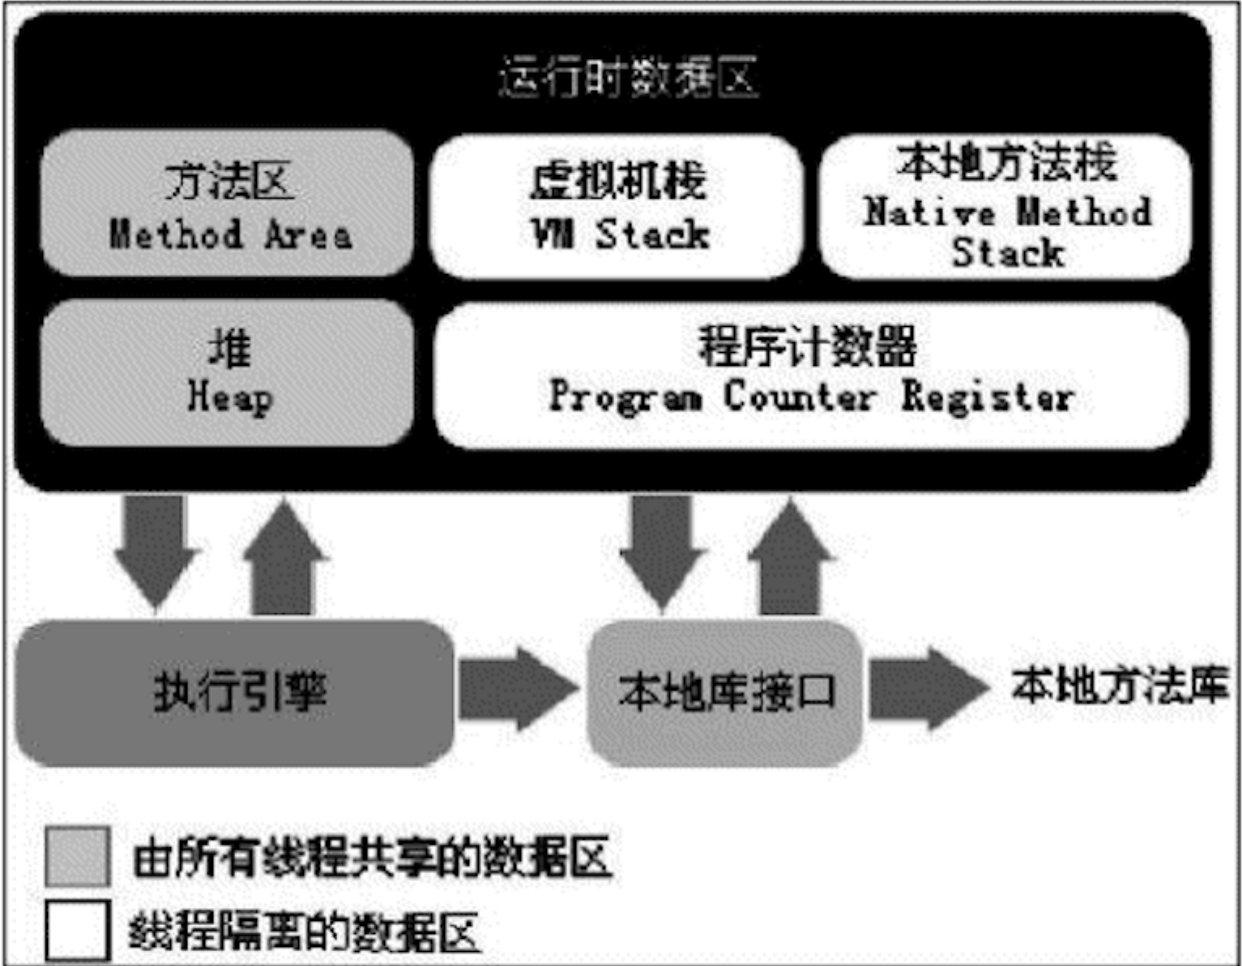 运行时数据区
方法区
Method Area
虚拟机栈
VM Stack
本地方法栈
Native Method
Stack
堆
Heap
程序计数器
Program Counter Register
执行引擎
本地库接口
本地方法库
由所有线程共享的数据区
线程隔离的数据区